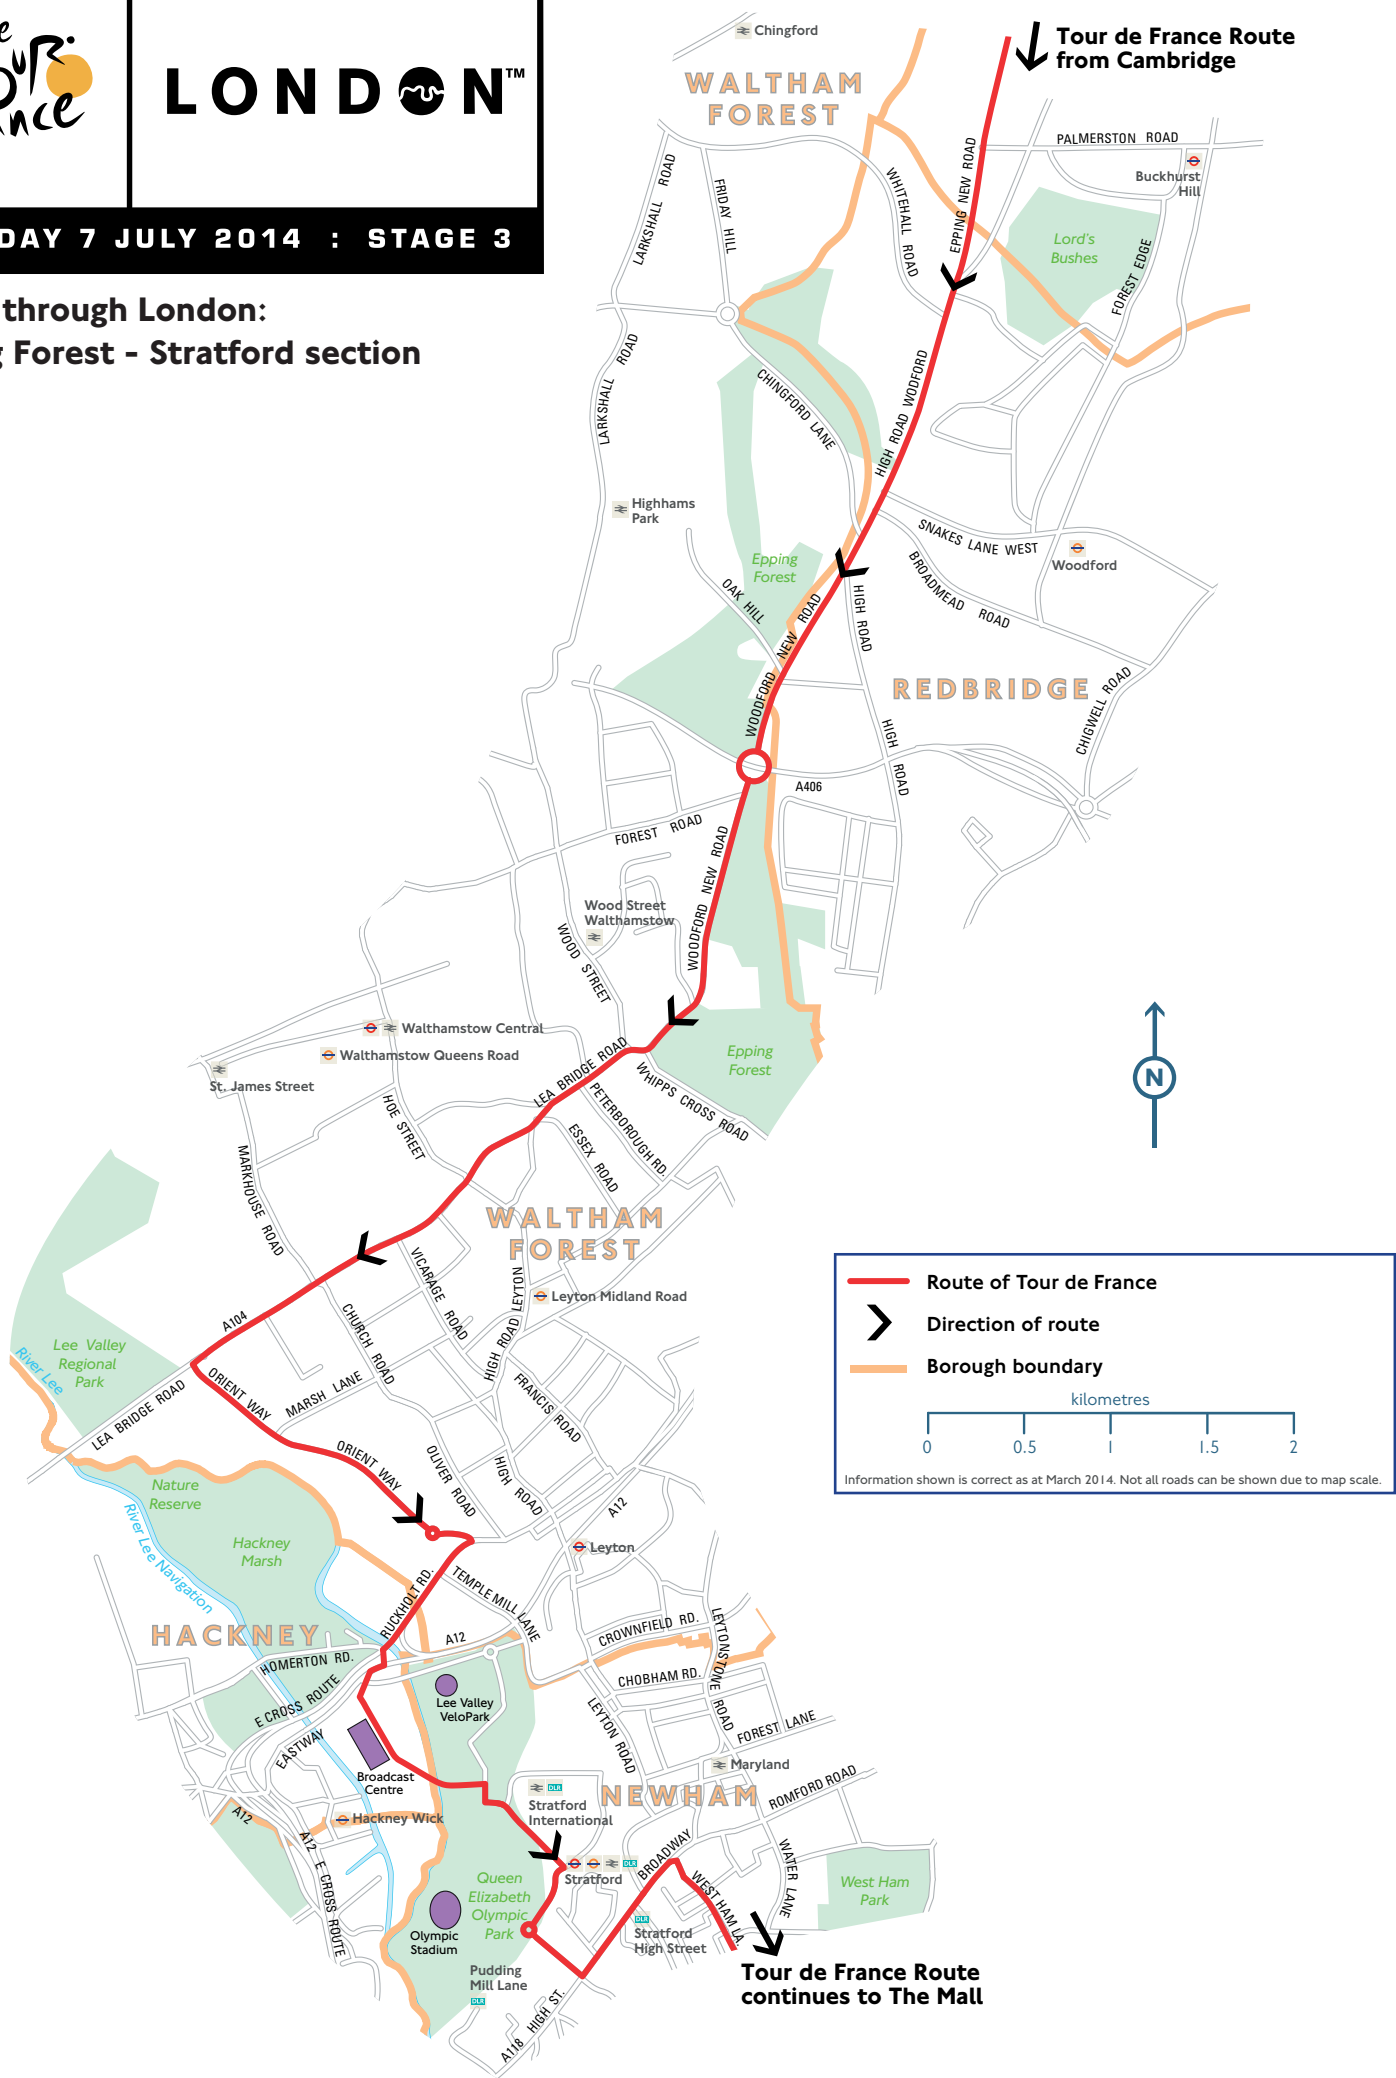 LONDON™
DAY 7 JULY 2014 : STAGE 3
through London:
Forest - Stratford section
Tour de France Route
from Cambridge
Chingford
WALTHAM
FOREST
PALMERSTON ROAD
Buckhurst
Hill
EPPING NEW ROAD
WHITEHALL ROAD
LARKSHALL ROAD
FRIDAY HILL
Lord's
Bushes
FOREST EDGE
LARKSHALL ROAD
CHINGFORD LANE
HIGH ROAD WODFORD
Highhams
Park
SNAKES LANE WEST
Woodford
BROADMEAD ROAD
Epping
Forest
OAK HILL
HIGH ROAD
WOODFORD NEW ROAD
REDBRIDGE
CHIGWELL ROAD
HIGH ROAD
A406
FOREST ROAD
WOODFORD NEW ROAD
Wood Street
Walthamstow
WOOD STREET
Walthamstow Central
Walthamstow Queens Road
St. James Street
LEA BRIDGE ROAD
Epping
Forest
WHIPPS CROSS ROAD
PETERBOROUGH RD.
ESSEX ROAD
HOE STREET
MARKHOUSE ROAD
N
WALTHAM
FOREST
VICARAGE ROAD
HIGH ROAD LEYTON
Leyton Midland Road
CHURCH ROAD
A104
Lee Valley
Regional
Park
River Lee
LEA BRIDGE ROAD
ORIENT WAY
MARSH LANE
FRANCIS ROAD
ORIENT WAY
OLIVER ROAD
HIGH ROAD
A12
Route of Tour de France
Direction of route
Borough boundary
kilometres
0 0.5 1 1.5 2
Information shown is correct as at March 2014. Not all roads can be shown due to map scale.
Nature
Reserve
River Lee Navigation
Hackney
Marsh
Leyton
RUCKHOLT RD.
TEMPLE MILL LANE
HACKNEY
HOMERTON RD.
A12
CROWNFIELD RD.
LEYTONSTONE ROAD
CHOBHAM RD.
E CROSS ROUTE
EASTWAY
Lee Valley
VeloPark
LEYTON ROAD
FOREST LANE
Broadcast
Centre
Maryland
NEWHAM
ROMFORD ROAD
DLR
Stratford
International
A12
Hackney Wick
A12 E CROSS ROUTE
DLR
Stratford
BROADWAY
WATER LANE
WEST HAM LA.
West Ham
Park
Queen
Elizabeth
Olympic
Park
Olympic
Stadium
DLR
Stratford
High Street
Pudding
Mill Lane
DLR
A118 HIGH ST.
Tour de France Route
continues to The Mall